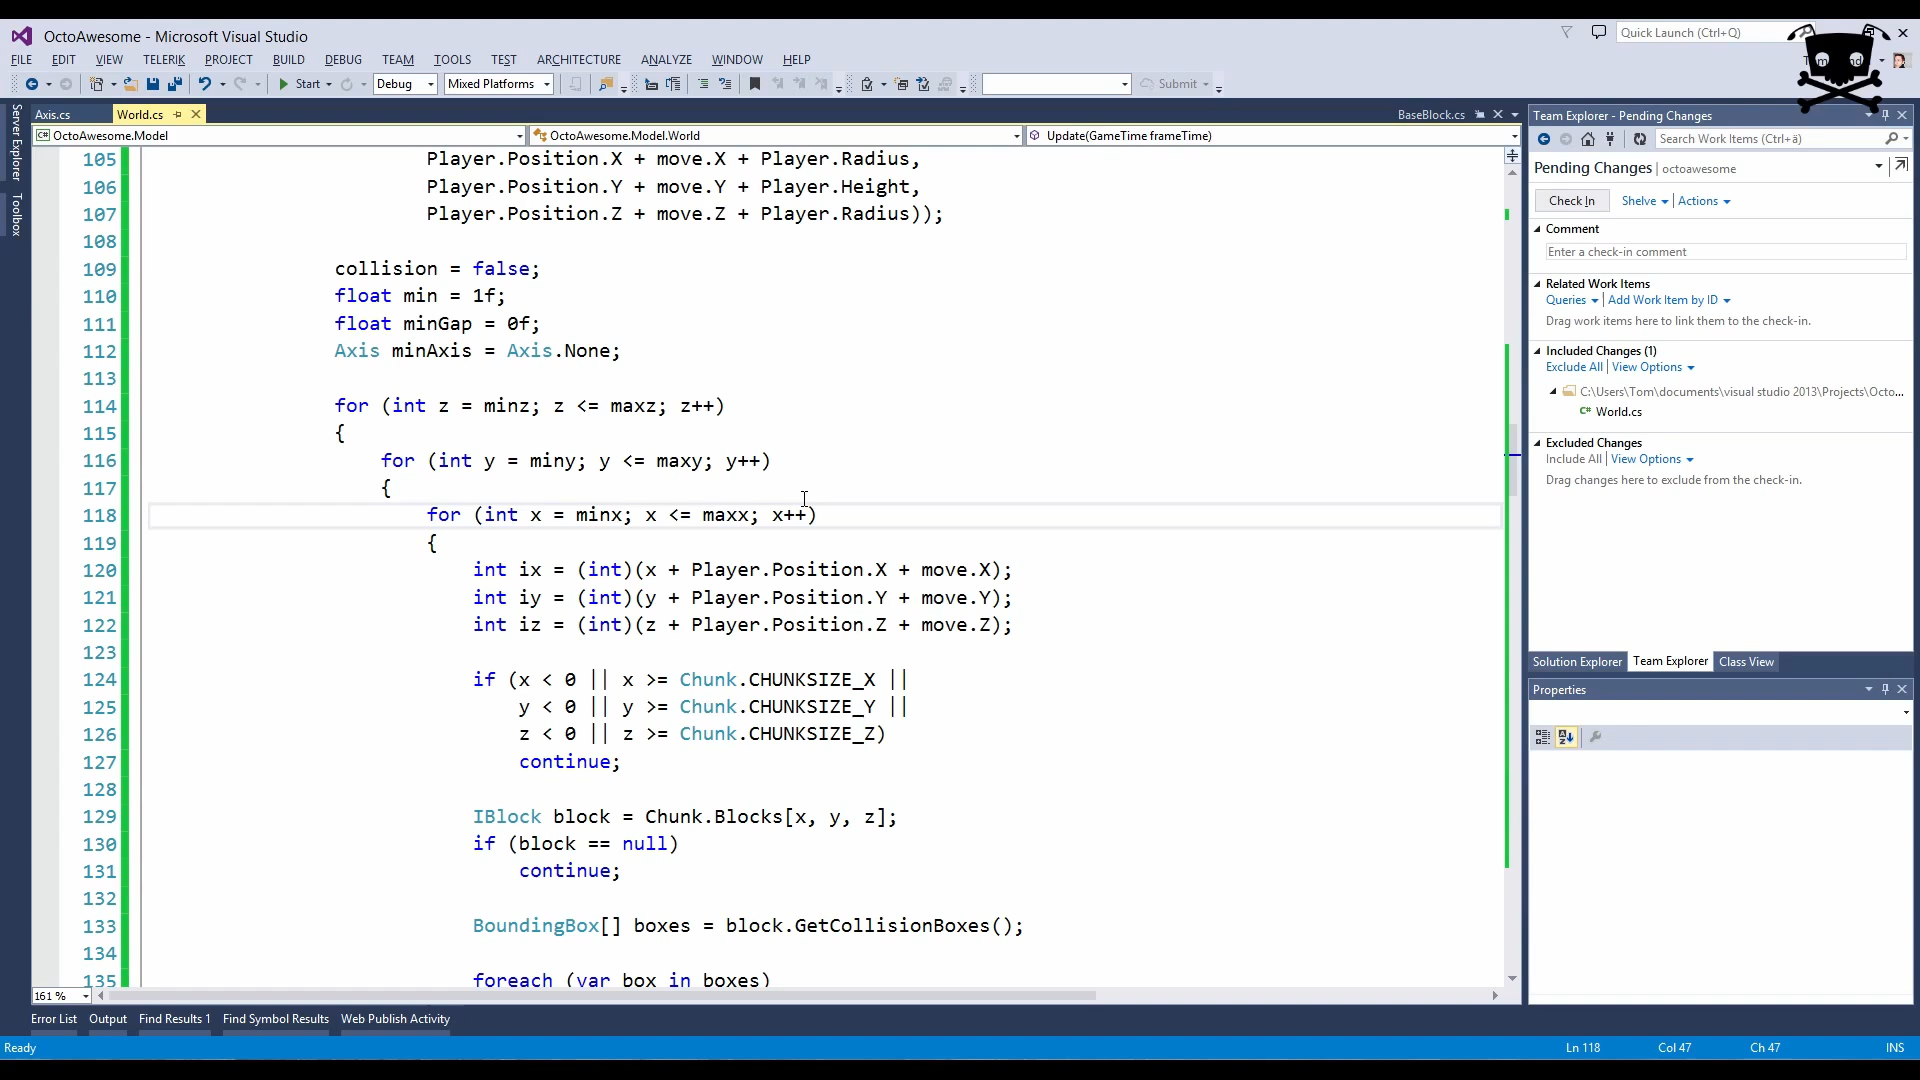 OctoAwesome - Microsoft Visual Studio
Quick Launch (Ctrl+Q)
FILE EDIT VIEW TELERIK PROJECT BUILD DEBUG TEAM TOOLS TEST ARCHITECTURE ANALYZE WINDOW HELP
Start Debug Mixed Platforms Submit
Server Explorer
Toolbox
Axis.cs World.cs BaseBlock.cs
OctoAwesome.Model OctoAwesome.Model.World Update(GameTime frameTime)
105 Player.Position.X + move.X + Player.Radius,
106 Player.Position.Y + move.Y + Player.Height,
107 Player.Position.Z + move.Z + Player.Radius));
108
109 collision = false;
110 float min = 1f;
111 float minGap = 0f;
112 Axis minAxis = Axis.None;
113
114 for (int z = minz; z <= maxz; z++)
115 {
116 for (int y = miny; y <= maxy; y++)
117 {
118 for (int x = minx; x <= maxx; x++)
119 {
120 int ix = (int)(x + Player.Position.X + move.X);
121 int iy = (int)(y + Player.Position.Y + move.Y);
122 int iz = (int)(z + Player.Position.Z + move.Z);
123
124 if (x < 0 || x >= Chunk.CHUNKSIZE_X ||
125 y < 0 || y >= Chunk.CHUNKSIZE_Y ||
126 z < 0 || z >= Chunk.CHUNKSIZE_Z)
127 continue;
128
129 IBlock block = Chunk.Blocks[x, y, z];
130 if (block == null)
131 continue;
132
133 BoundingBox[] boxes = block.GetCollisionBoxes();
134
135 foreach (var box in boxes)
161 %
Team Explorer - Pending Changes
Search Work Items (Ctrl+ä)
Pending Changes | octoawesome
Check In Shelve | Actions
Comment
Enter a check-in comment
Related Work Items
Queries | Add Work Item by ID
Drag work items here to link them to the check-in.
Included Changes (1)
Exclude All | View Options
C:\Users\Tom\documents\visual studio 2013\Projects\Octo...
C# World.cs
Excluded Changes
Include All | View Options
Drag changes here to exclude from the check-in.
Solution Explorer Team Explorer Class View
Properties
Error List Output Find Results 1 Find Symbol Results Web Publish Activity
Ready Ln 118 Col 47 Ch 47 INS